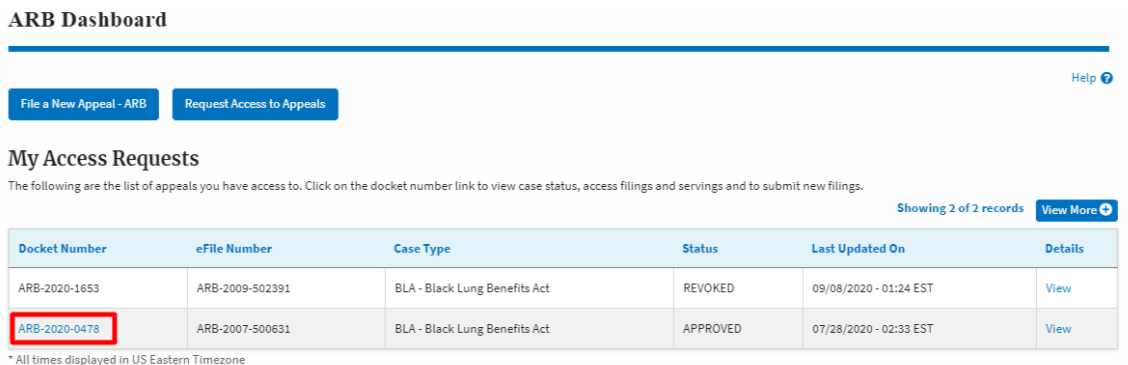 ARB Dashboard
Help
File a New Appeal - ARB Request Access to Appeals
My Access Requests
The following are the list of appeals you have access to. Click on the docket number link to view case status, access filings and servings and to submit new filings.
Showing 2 of 2 records View More
Docket Number eFile Number Case Type STATUS Last Updated On Details
ARB-2020-1653 ARB-2009-502391 BLA - Black Lung Benefits Act REVOKED 09/08/2020 - 01:24 EST View
ARB-2020-0478 ARB-2007-500631 BLA - Black Lung Benefits Act APPROVED 07/28/2020 - 02:33 EST View
* All times displayed in US Eastern Timezone